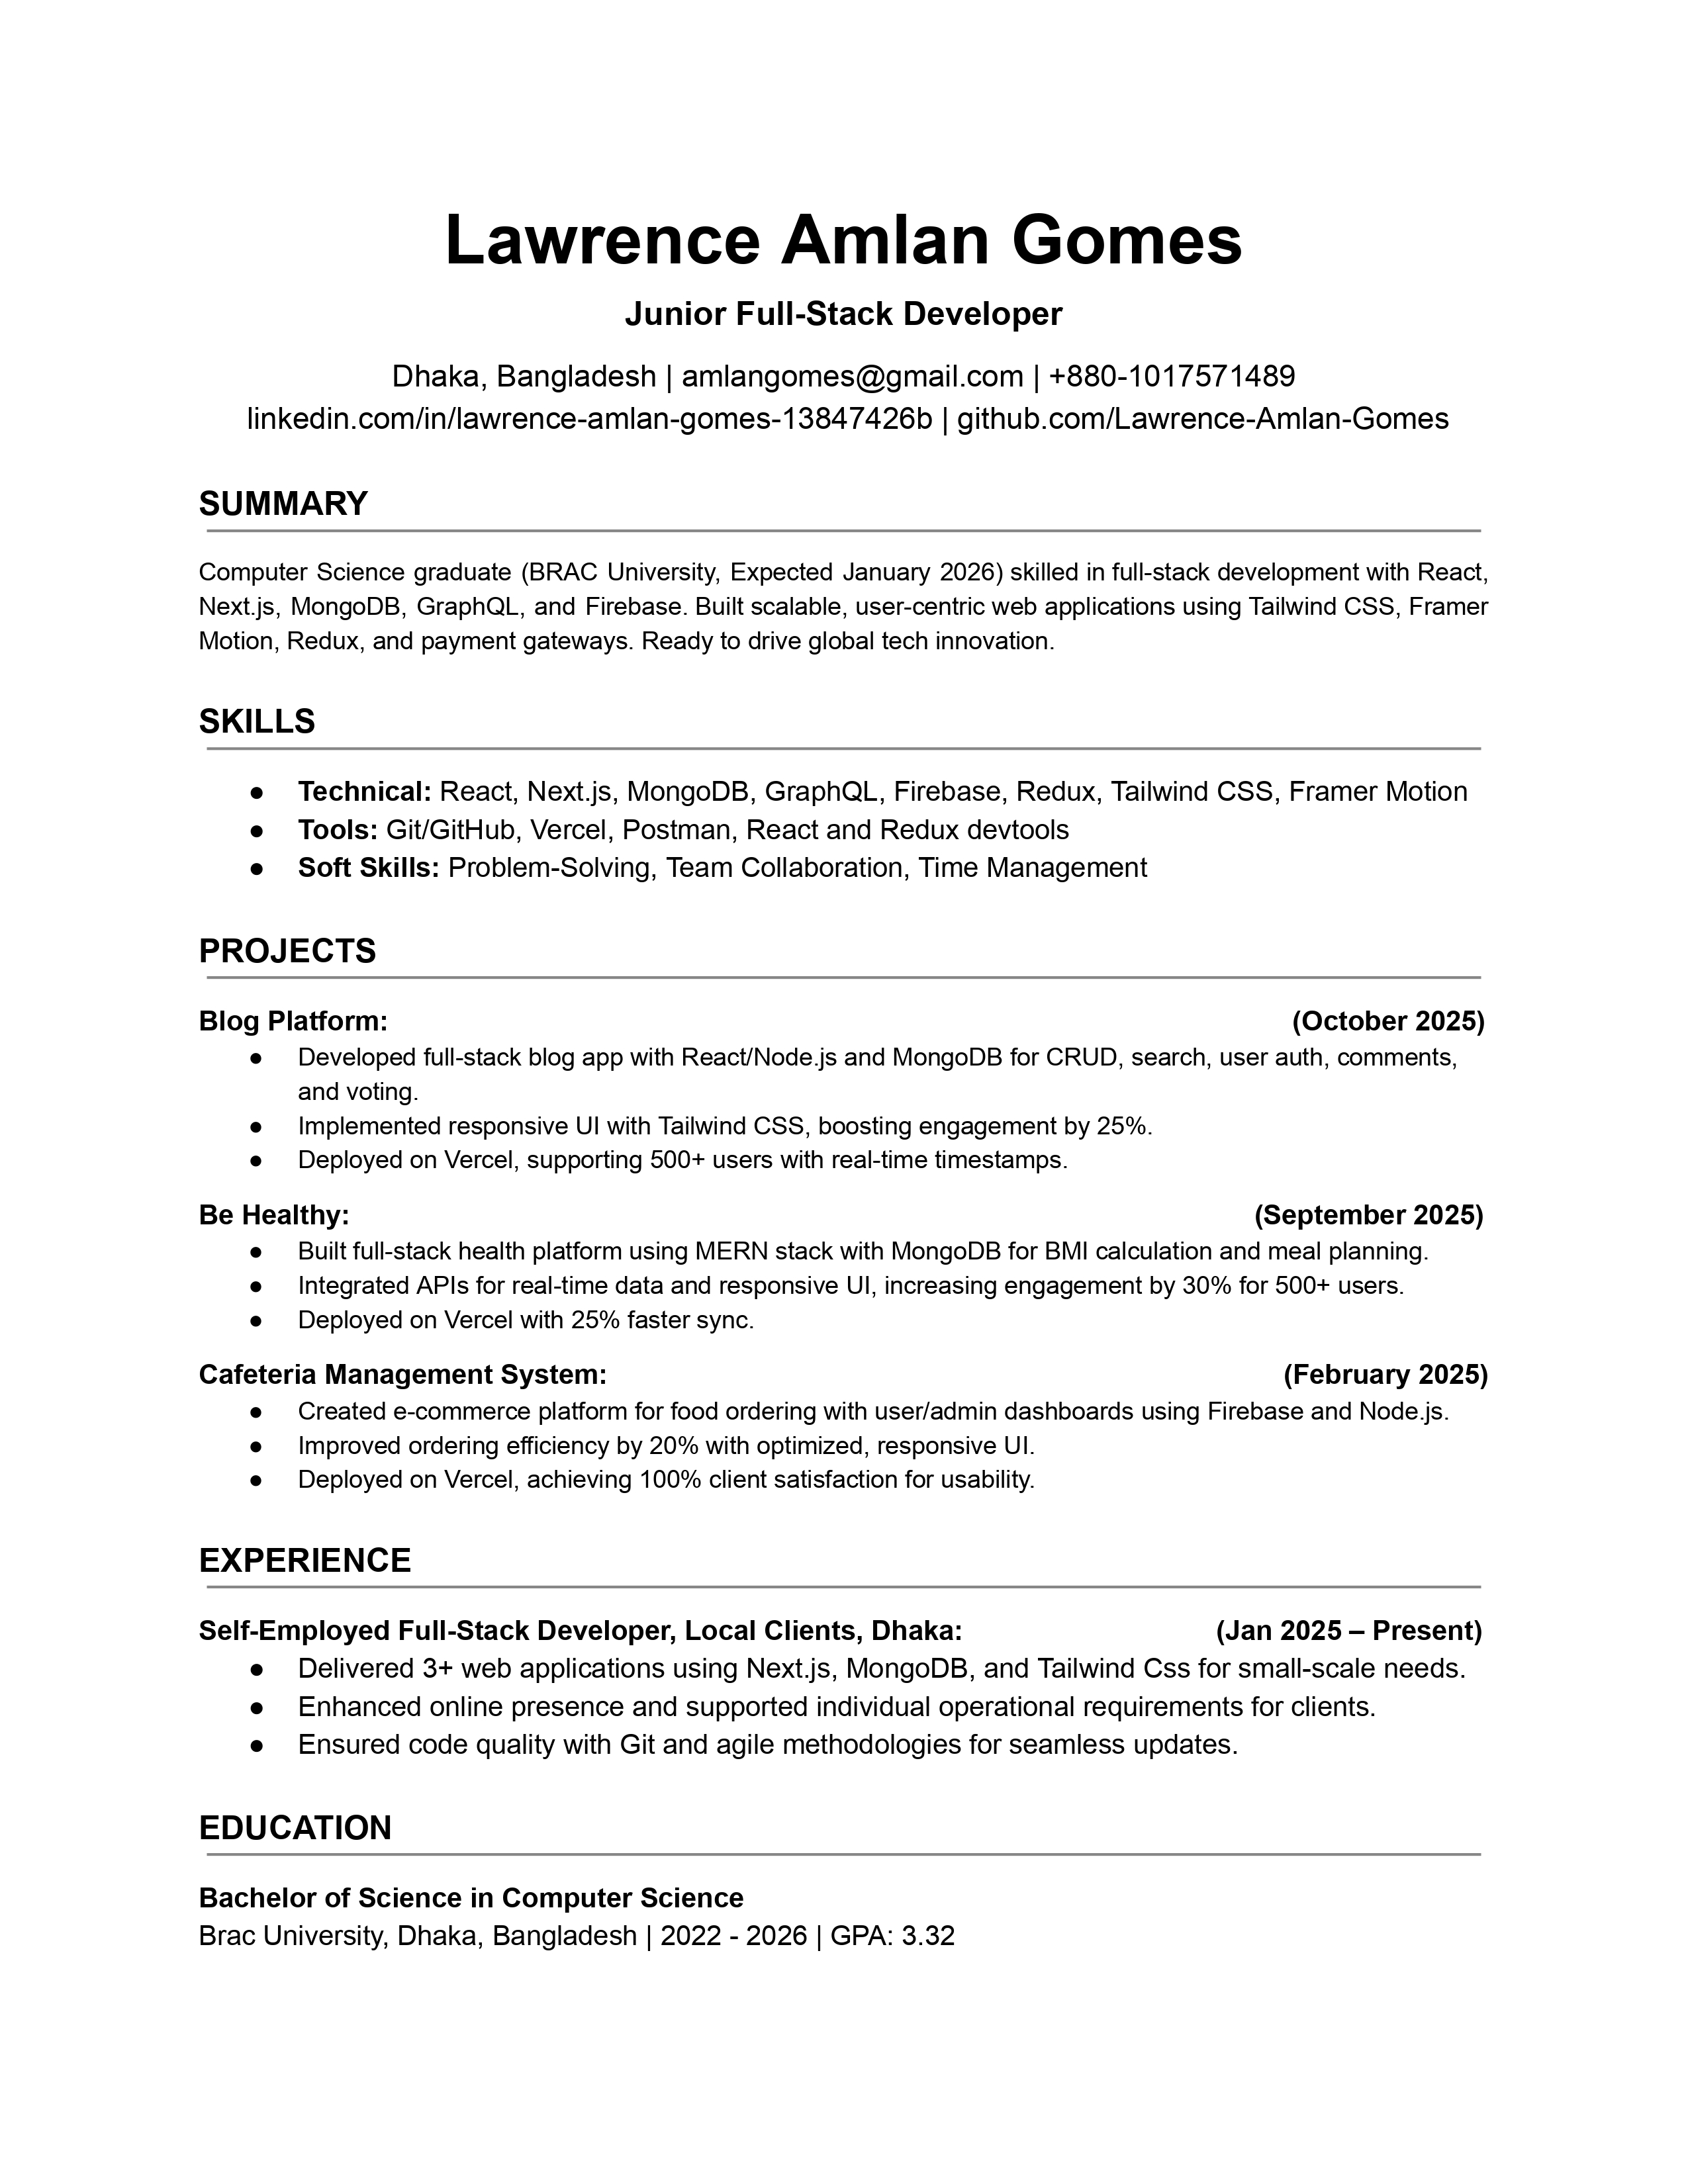 Lawrence Amlan Gomes
Junior Full-Stack Developer
Dhaka, Bangladesh | amlangomes@gmail.com | +880-1017571489
linkedin.com/in/lawrence-amlan-gomes-13847426b | github.com/Lawrence-Amlan-Gomes
SUMMARY
Computer Science graduate (BRAC University, Expected January 2026) skilled in full-stack development with React,
Next.js, MongoDB, GraphQL, and Firebase. Built scalable, user-centric web applications using Tailwind CSS, Framer
Motion, Redux, and payment gateways. Ready to drive global tech innovation.
SKILLS
● Technical: React, Next.js, MongoDB, GraphQL, Firebase, Redux, Tailwind CSS, Framer Motion
● Tools: Git/GitHub, Vercel, Postman, React and Redux devtools
● Soft Skills: Problem-Solving, Team Collaboration, Time Management
PROJECTS
Blog Platform: (October 2025)
● Developed full-stack blog app with React/Node.js and MongoDB for CRUD, search, user auth, comments,
and voting.
● Implemented responsive UI with Tailwind CSS, boosting engagement by 25%.
● Deployed on Vercel, supporting 500+ users with real-time timestamps.
Be Healthy: (September 2025)
● Built full-stack health platform using MERN stack with MongoDB for BMI calculation and meal planning.
● Integrated APIs for real-time data and responsive UI, increasing engagement by 30% for 500+ users.
● Deployed on Vercel with 25% faster sync.
Cafeteria Management System: (February 2025)
● Created e-commerce platform for food ordering with user/admin dashboards using Firebase and Node.js.
● Improved ordering efficiency by 20% with optimized, responsive UI.
● Deployed on Vercel, achieving 100% client satisfaction for usability.
EXPERIENCE
Self-Employed Full-Stack Developer, Local Clients, Dhaka: (Jan 2025 – Present)
● Delivered 3+ web applications using Next.js, MongoDB, and Tailwind Css for small-scale needs.
● Enhanced online presence and supported individual operational requirements for clients.
● Ensured code quality with Git and agile methodologies for seamless updates.
EDUCATION
Bachelor of Science in Computer Science
Brac University, Dhaka, Bangladesh | 2022 - 2026 | GPA: 3.32